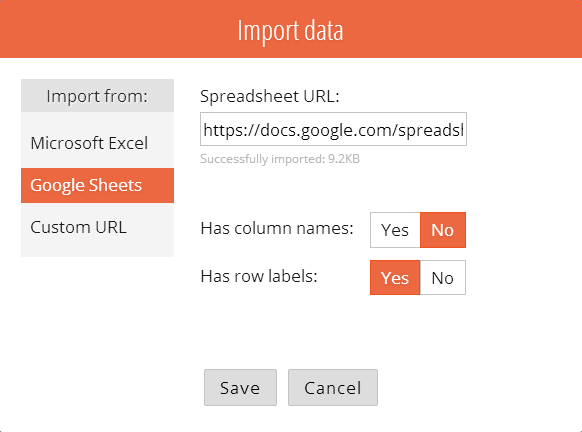 Import data
Import from:
Microsoft Excel
Google Sheets
Custom URL
Spreadsheet URL:
https://docs.google.com/spreadsl
Successfully imported: 9.2KB
Has column names: Yes No
Has row labels: Yes No
Save Cancel